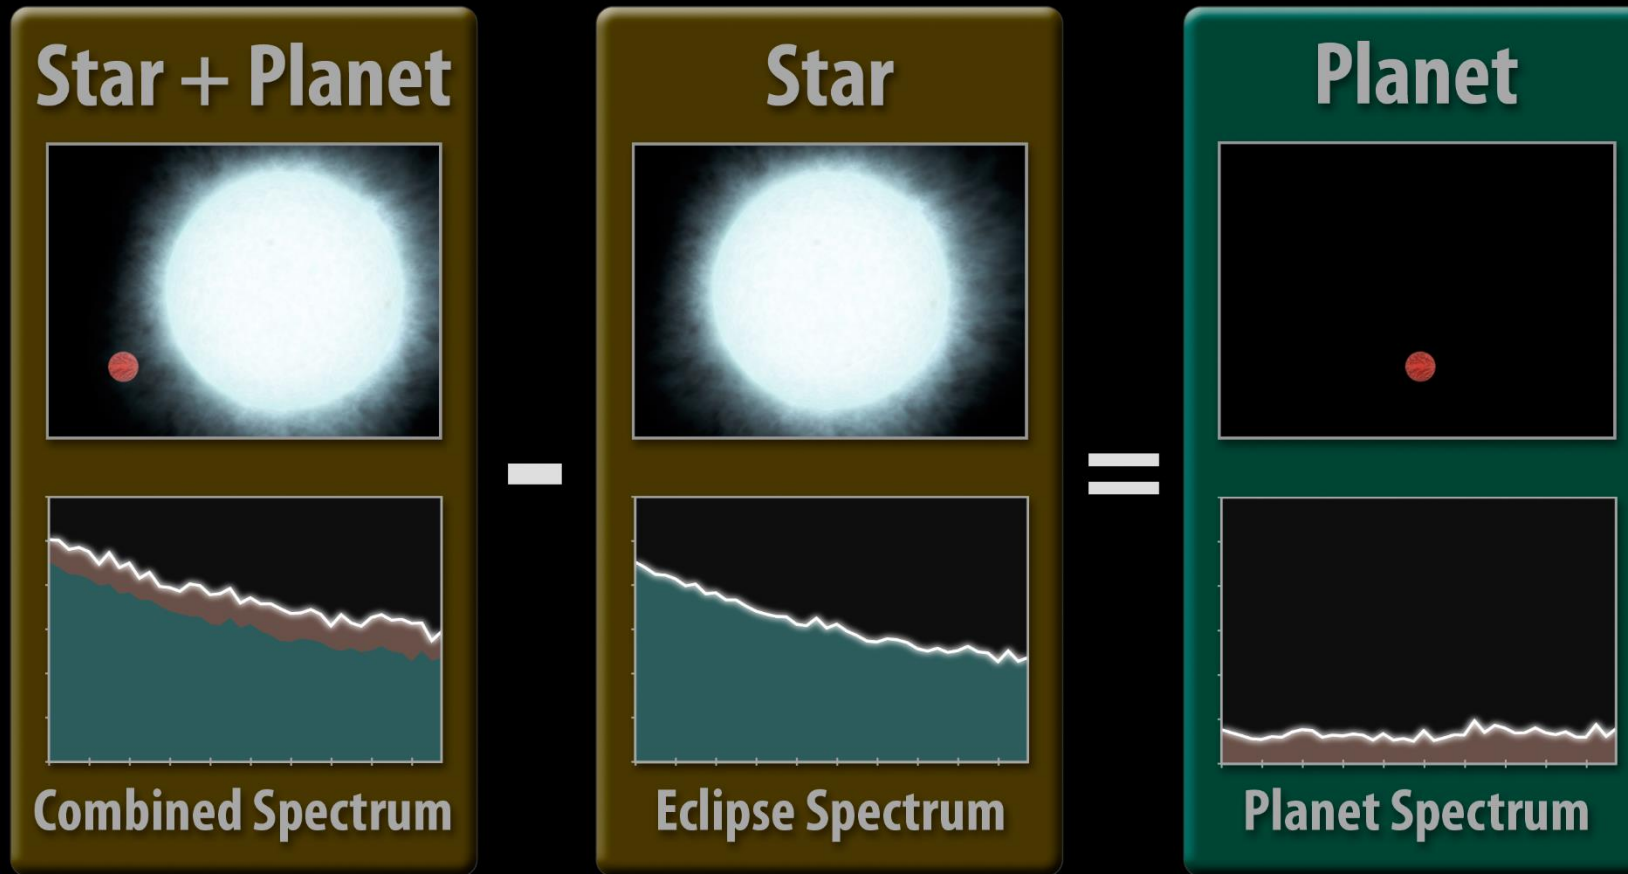 Star + Planet
Star
Planet
-
=
Combined Spectrum
Eclipse Spectrum
Planet Spectrum